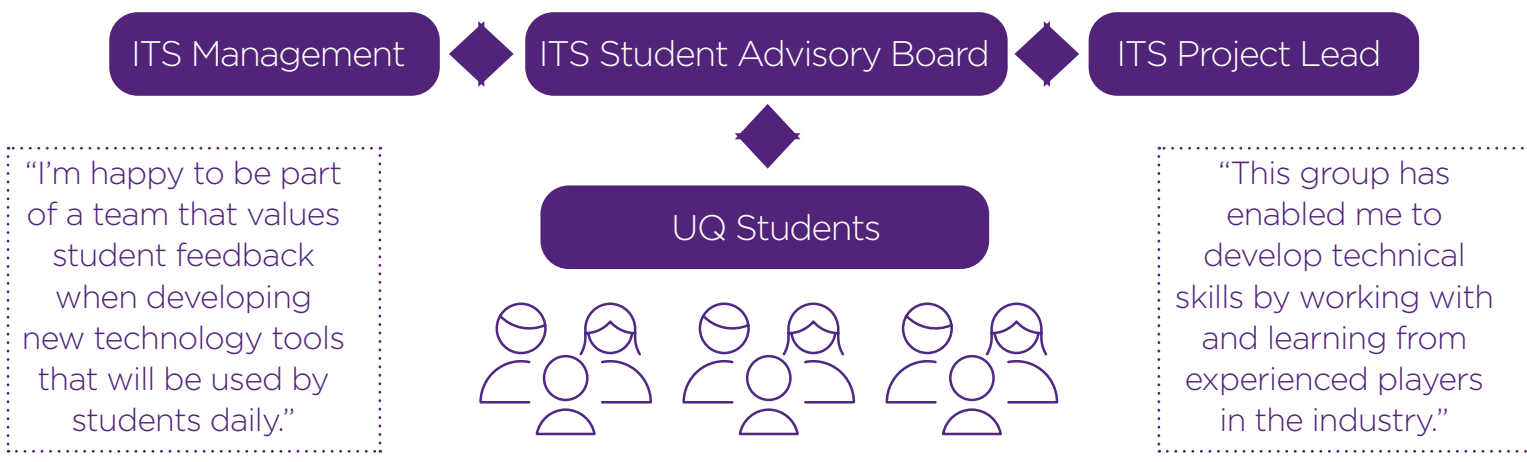 ITS Management
ITS Student Advisory Board
ITS Project Lead
“I’m happy to be part
of a team that values
student feedback
when developing
new technology tools
that will be used by
students daily.”
UQ Students
“This group has
enabled me to
develop technical
skills by working with
and learning from
experienced players
in the industry.”